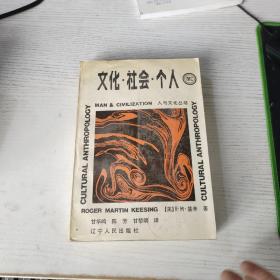 文化·社会·个人
MAN & CIVILIZATION 人与文化丛书
CULTURAL ANTHROPOLOGY
CULTURAL ANTHROPOLOGY
ROGER MARTIN KEESING
[美] 著
甘华鸣 陈芳 甘黎明 译
辽宁人民出版社